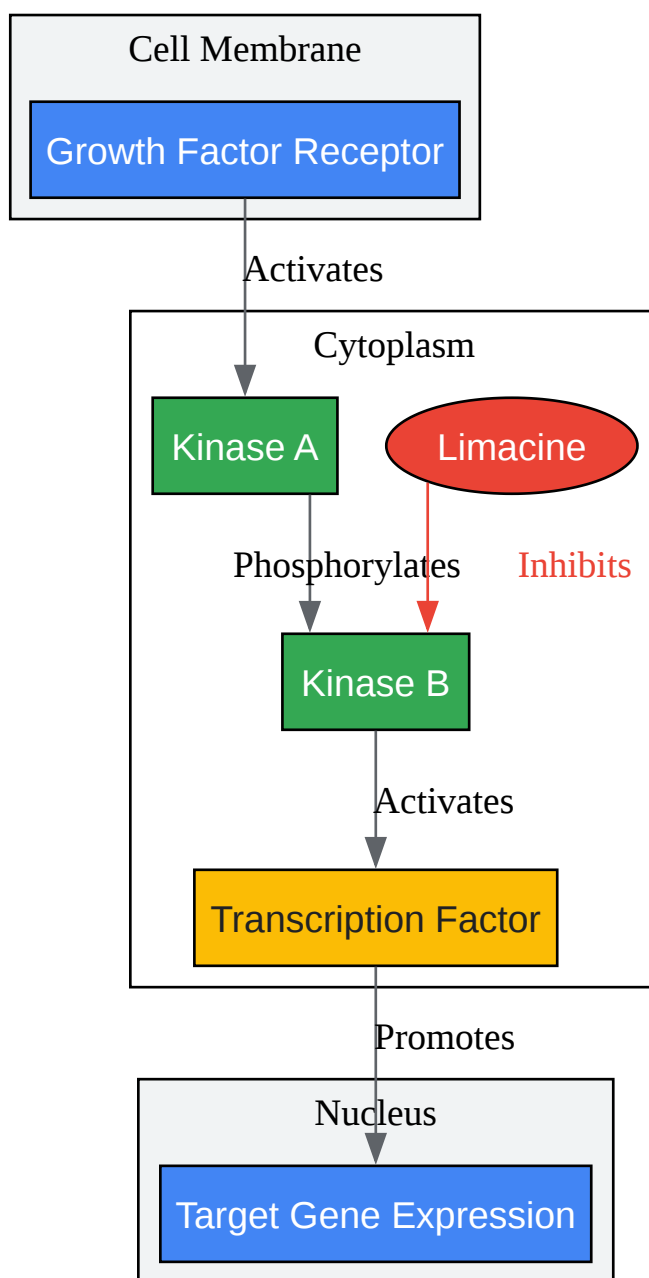 Cell Membrane
Growth Factor Receptor
Activates
Cytoplasm
Kinase A
Limacine
Phosphorylates
Inhibits
Kinase B
Activates
Transcription Factor
Promotes
Nucleus
Target Gene Expression